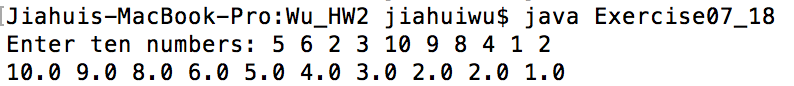 [Jiahuis-MacBook-Pro:Wu_HW2 jiahuiwu$ java Exercise07_18
Enter ten numbers: 5 6 2 3 10 9 8 4 1 2
10.0 9.0 8.0 6.0 5.0 4.0 3.0 2.0 2.0 1.0